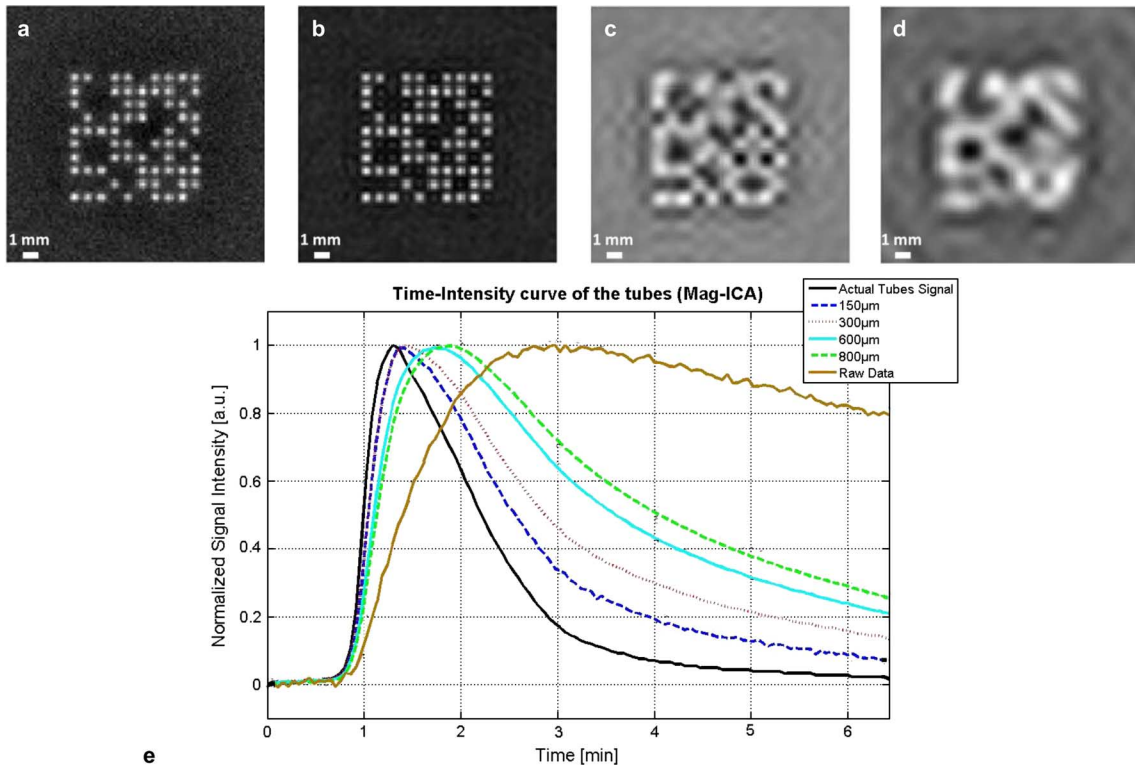 a
b
c
d
1 mm
1 mm
1 mm
1 mm
Time-Intensity curve of the tubes (Mag-ICA)
Actual Tubes Signal
150µm
300µm
600µm
800µm
Raw Data
Normalized Signal Intensity [a.u.]
1
0.8
0.6
0.4
0.2
0
0 1 2 3 4 5 6
Time [min]
e